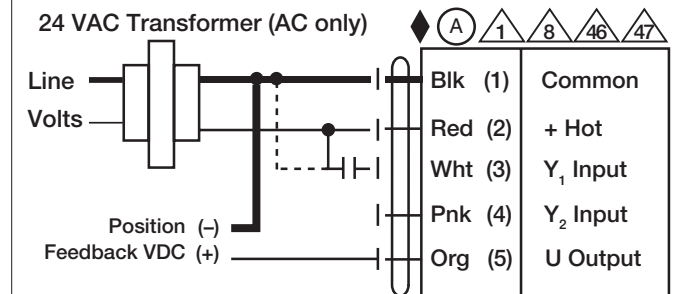 24 VAC Transformer (AC only)
A 1 8 46 47
Line
Volts
Blk (1) Common
Red (2) + Hot
Wht (3) Y1 Input
Pnk (4) Y2 Input
Org (5) U Output
Position (–)
Feedback VDC (+)